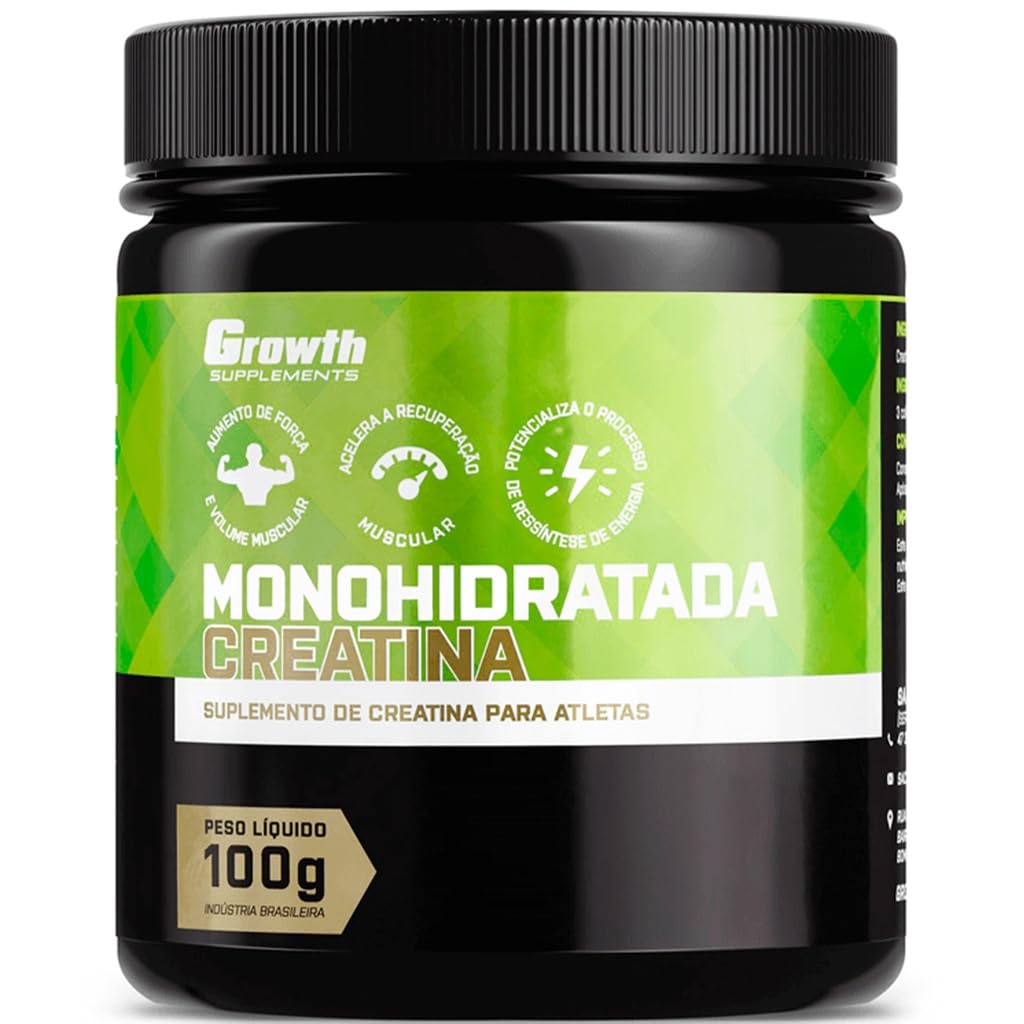 Growth
SUPPLEMENTS
AUMENTO DE FORÇA
E VOLUME MUSCULAR
ACELERA A RECUPERAÇÃO
MUSCULAR
POTENCIALIZA O PROCESSO
DE RESSÍNTESE DE ENERGIA
MONOHIDRATADA
CREATINA
SUPLEMENTO DE CREATINA PARA ATLETAS
PESO LÍQUIDO
100g
INDÚSTRIA BRASILEIRA